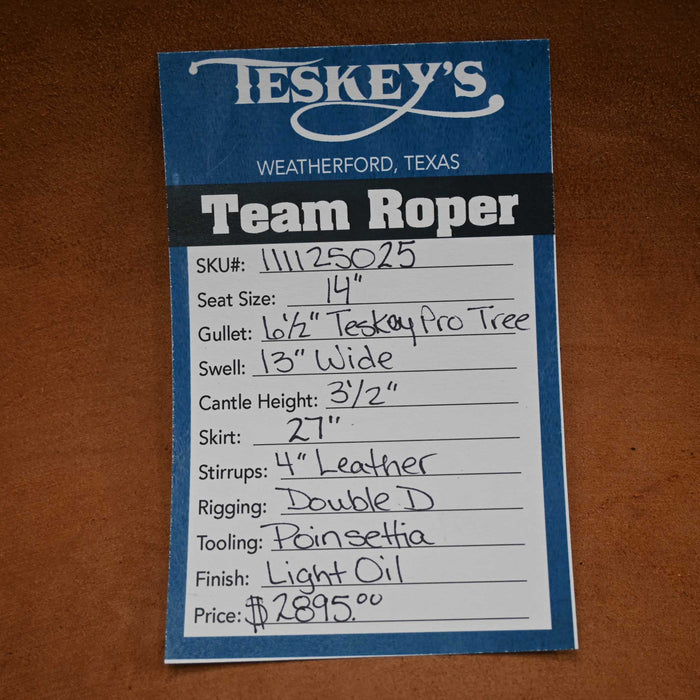 TESKEY'S
WEATHERFORD, TEXAS
Team Roper
SKU#: 111125025
Seat Size: 14"
Gullet: 6½" Teskey Pro Tree
Swell: 13" Wide
Cantle Height: 3½"
Skirt: 27"
Stirrups: 4" Leather
Rigging: Double D
Tooling: Poinsettia
Finish: Light Oil
Price: $2895.00